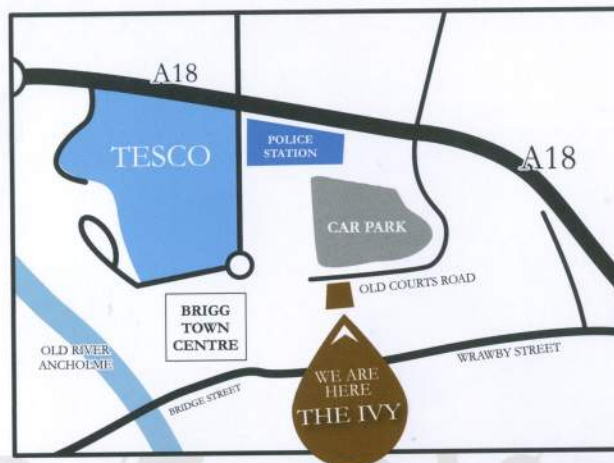 A18
TESCO
POLICE
STATION
A18
CAR PARK
OLD COURTS ROAD
BRIGG
TOWN
CENTRE
OLD RIVER
ANCHOLME
BRIDGE STREET
WRAWBY STREET
WE ARE
HERE
THE IVY